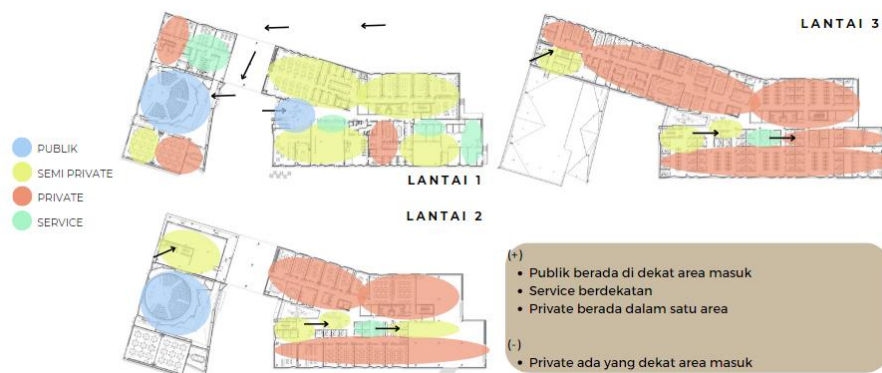 LANTAI 3
PUBLIK
SEMI PRIVATE
PRIVATE
SERVICE
LANTAI 1
LANTAI 2
(+)
• Publik berada di dekat area masuk
• Service berdekatan
• Private berada dalam satu area
(-)
• Private ada yang dekat area masuk